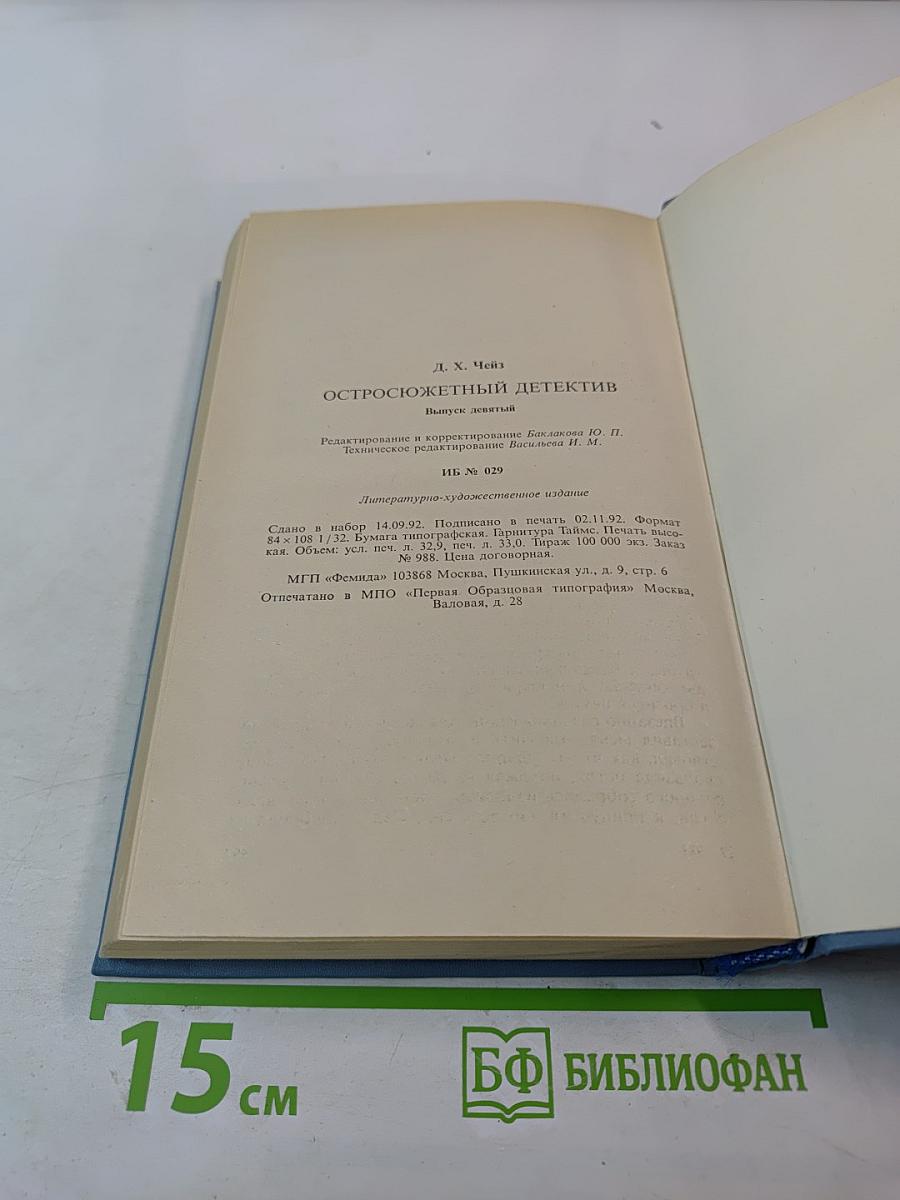 Д. Х. Чейз
ОСТРОСЮЖЕТНЫЙ ДЕТЕКТИВ
Выпуск девятый
Редактирование и корректирование Баклакова Ю. П.
Техническое редактирование Васильева И. М.
ИБ № 029
Литературно-художественное издание
Сдано в набор 14.09.92. Подписано в печать 02.11.92. Формат
84×108 1/32. Бумага типографская. Гарнитура Таймс. Печать высо-
кая. Объем: усл. печ. л. 32,9, печ. л. 33,0. Тираж 100 000 экз. Заказ
№ 988. Цена договорная.
МГП «Фемида» 103868 Москва, Пушкинская ул., д. 9, стр. 6
Отпечатано в МПО «Первая Образцовая типография» Москва,
Валовая, д. 28
15 см
БФ БИБЛИОФАН